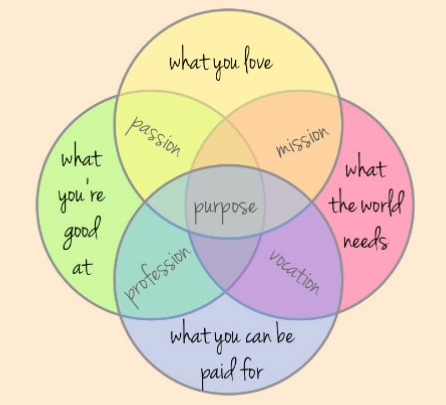 what you love
passion
mission
what
you're
good
at
what
the world
needs
purpose
profession
vocation
what you can be
paid for